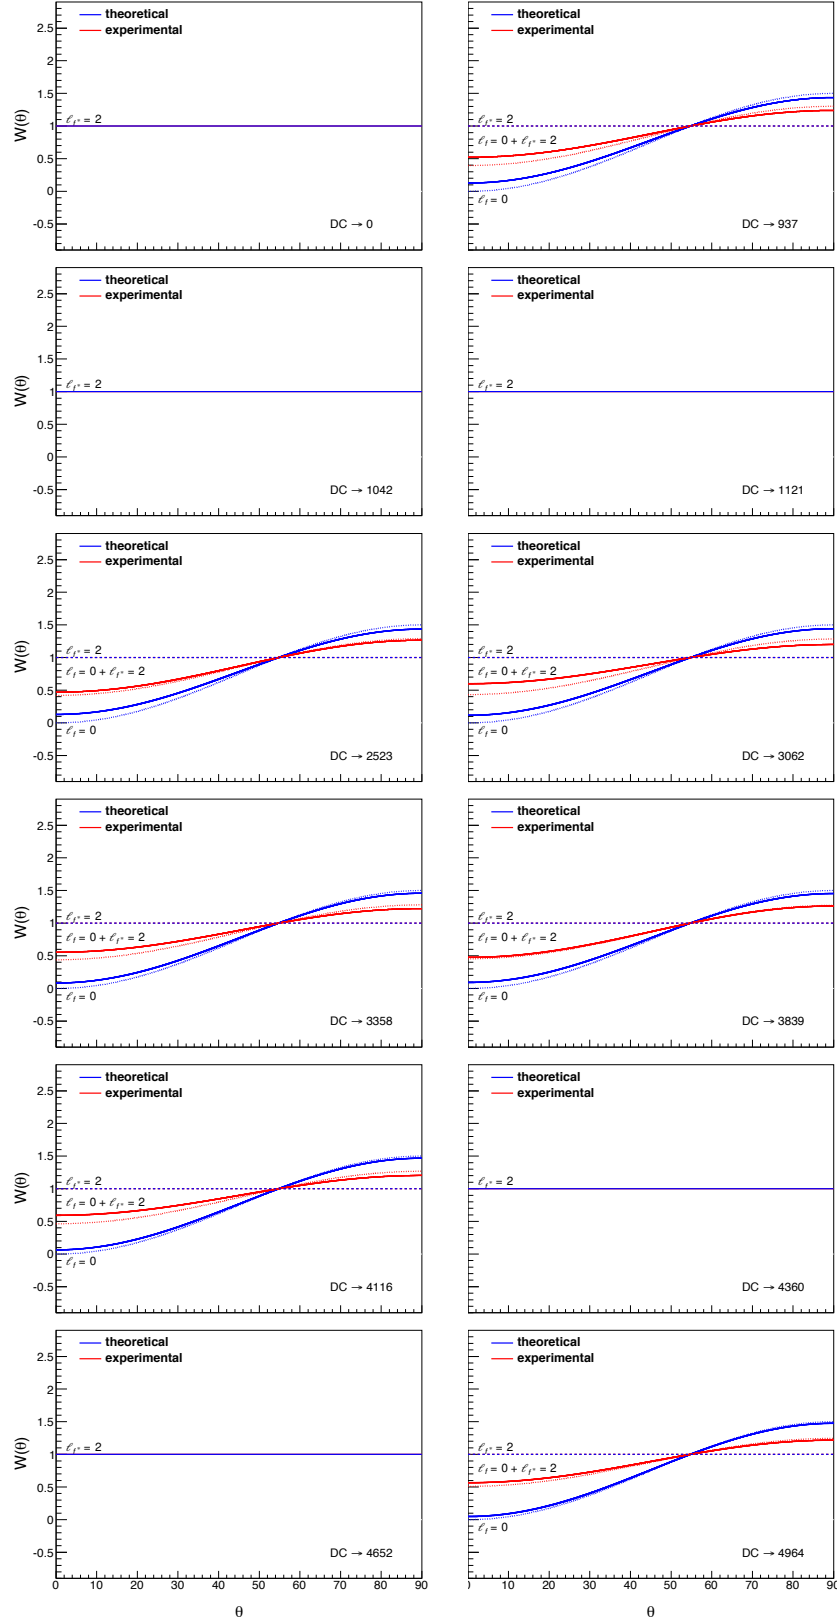 theoretical
experimental
2.5
2
1.5
1
0.5
0
-0.5
W(θ)
ℓf* = 2
DC → 0
theoretical
experimental
ℓf* = 2
ℓf = 0 + ℓf* = 2
ℓf = 0
DC → 937
theoretical
experimental
2.5
2
1.5
1
0.5
0
-0.5
W(θ)
ℓf* = 2
DC → 1042
theoretical
experimental
ℓf* = 2
DC → 1121
theoretical
experimental
2.5
2
1.5
1
0.5
0
-0.5
W(θ)
ℓf* = 2
ℓf = 0 + ℓf* = 2
ℓf = 0
DC → 2523
theoretical
experimental
ℓf* = 2
ℓf = 0 + ℓf* = 2
ℓf = 0
DC → 3062
theoretical
experimental
2.5
2
1.5
1
0.5
0
-0.5
W(θ)
ℓf* = 2
ℓf = 0 + ℓf* = 2
ℓf = 0
DC → 3358
theoretical
experimental
ℓf* = 2
ℓf = 0 + ℓf* = 2
ℓf = 0
DC → 3839
theoretical
experimental
2.5
2
1.5
1
0.5
0
-0.5
W(θ)
ℓf* = 2
ℓf = 0 + ℓf* = 2
ℓf = 0
DC → 4116
theoretical
experimental
ℓf* = 2
DC → 4360
theoretical
experimental
2.5
2
1.5
1
0.5
0
-0.5
W(θ)
ℓf* = 2
DC → 4652
0 10 20 30 40 50 60 70 80 90
θ
theoretical
experimental
ℓf* = 2
ℓf = 0 + ℓf* = 2
ℓf = 0
DC → 4964
10 20 30 40 50 60 70 80 90
θ